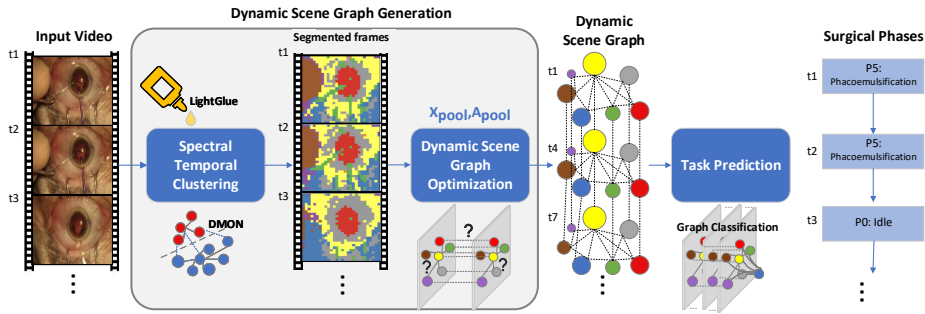 Dynamic Scene Graph Generation
Input Video
t1
t2
t3
LightGlue
Spectral
Temporal
Clustering
DMON
Segmented frames
t1
t2
t3
Xpool,Apool
Dynamic Scene
Graph
Optimization
?
?
?
Dynamic
Scene Graph
t1
t4
t7
Task Prediction
Graph Classification
Surgical Phases
t1
P5:
Phacoemulsification
t2
P5:
Phacoemulsification
t3
P0: Idle